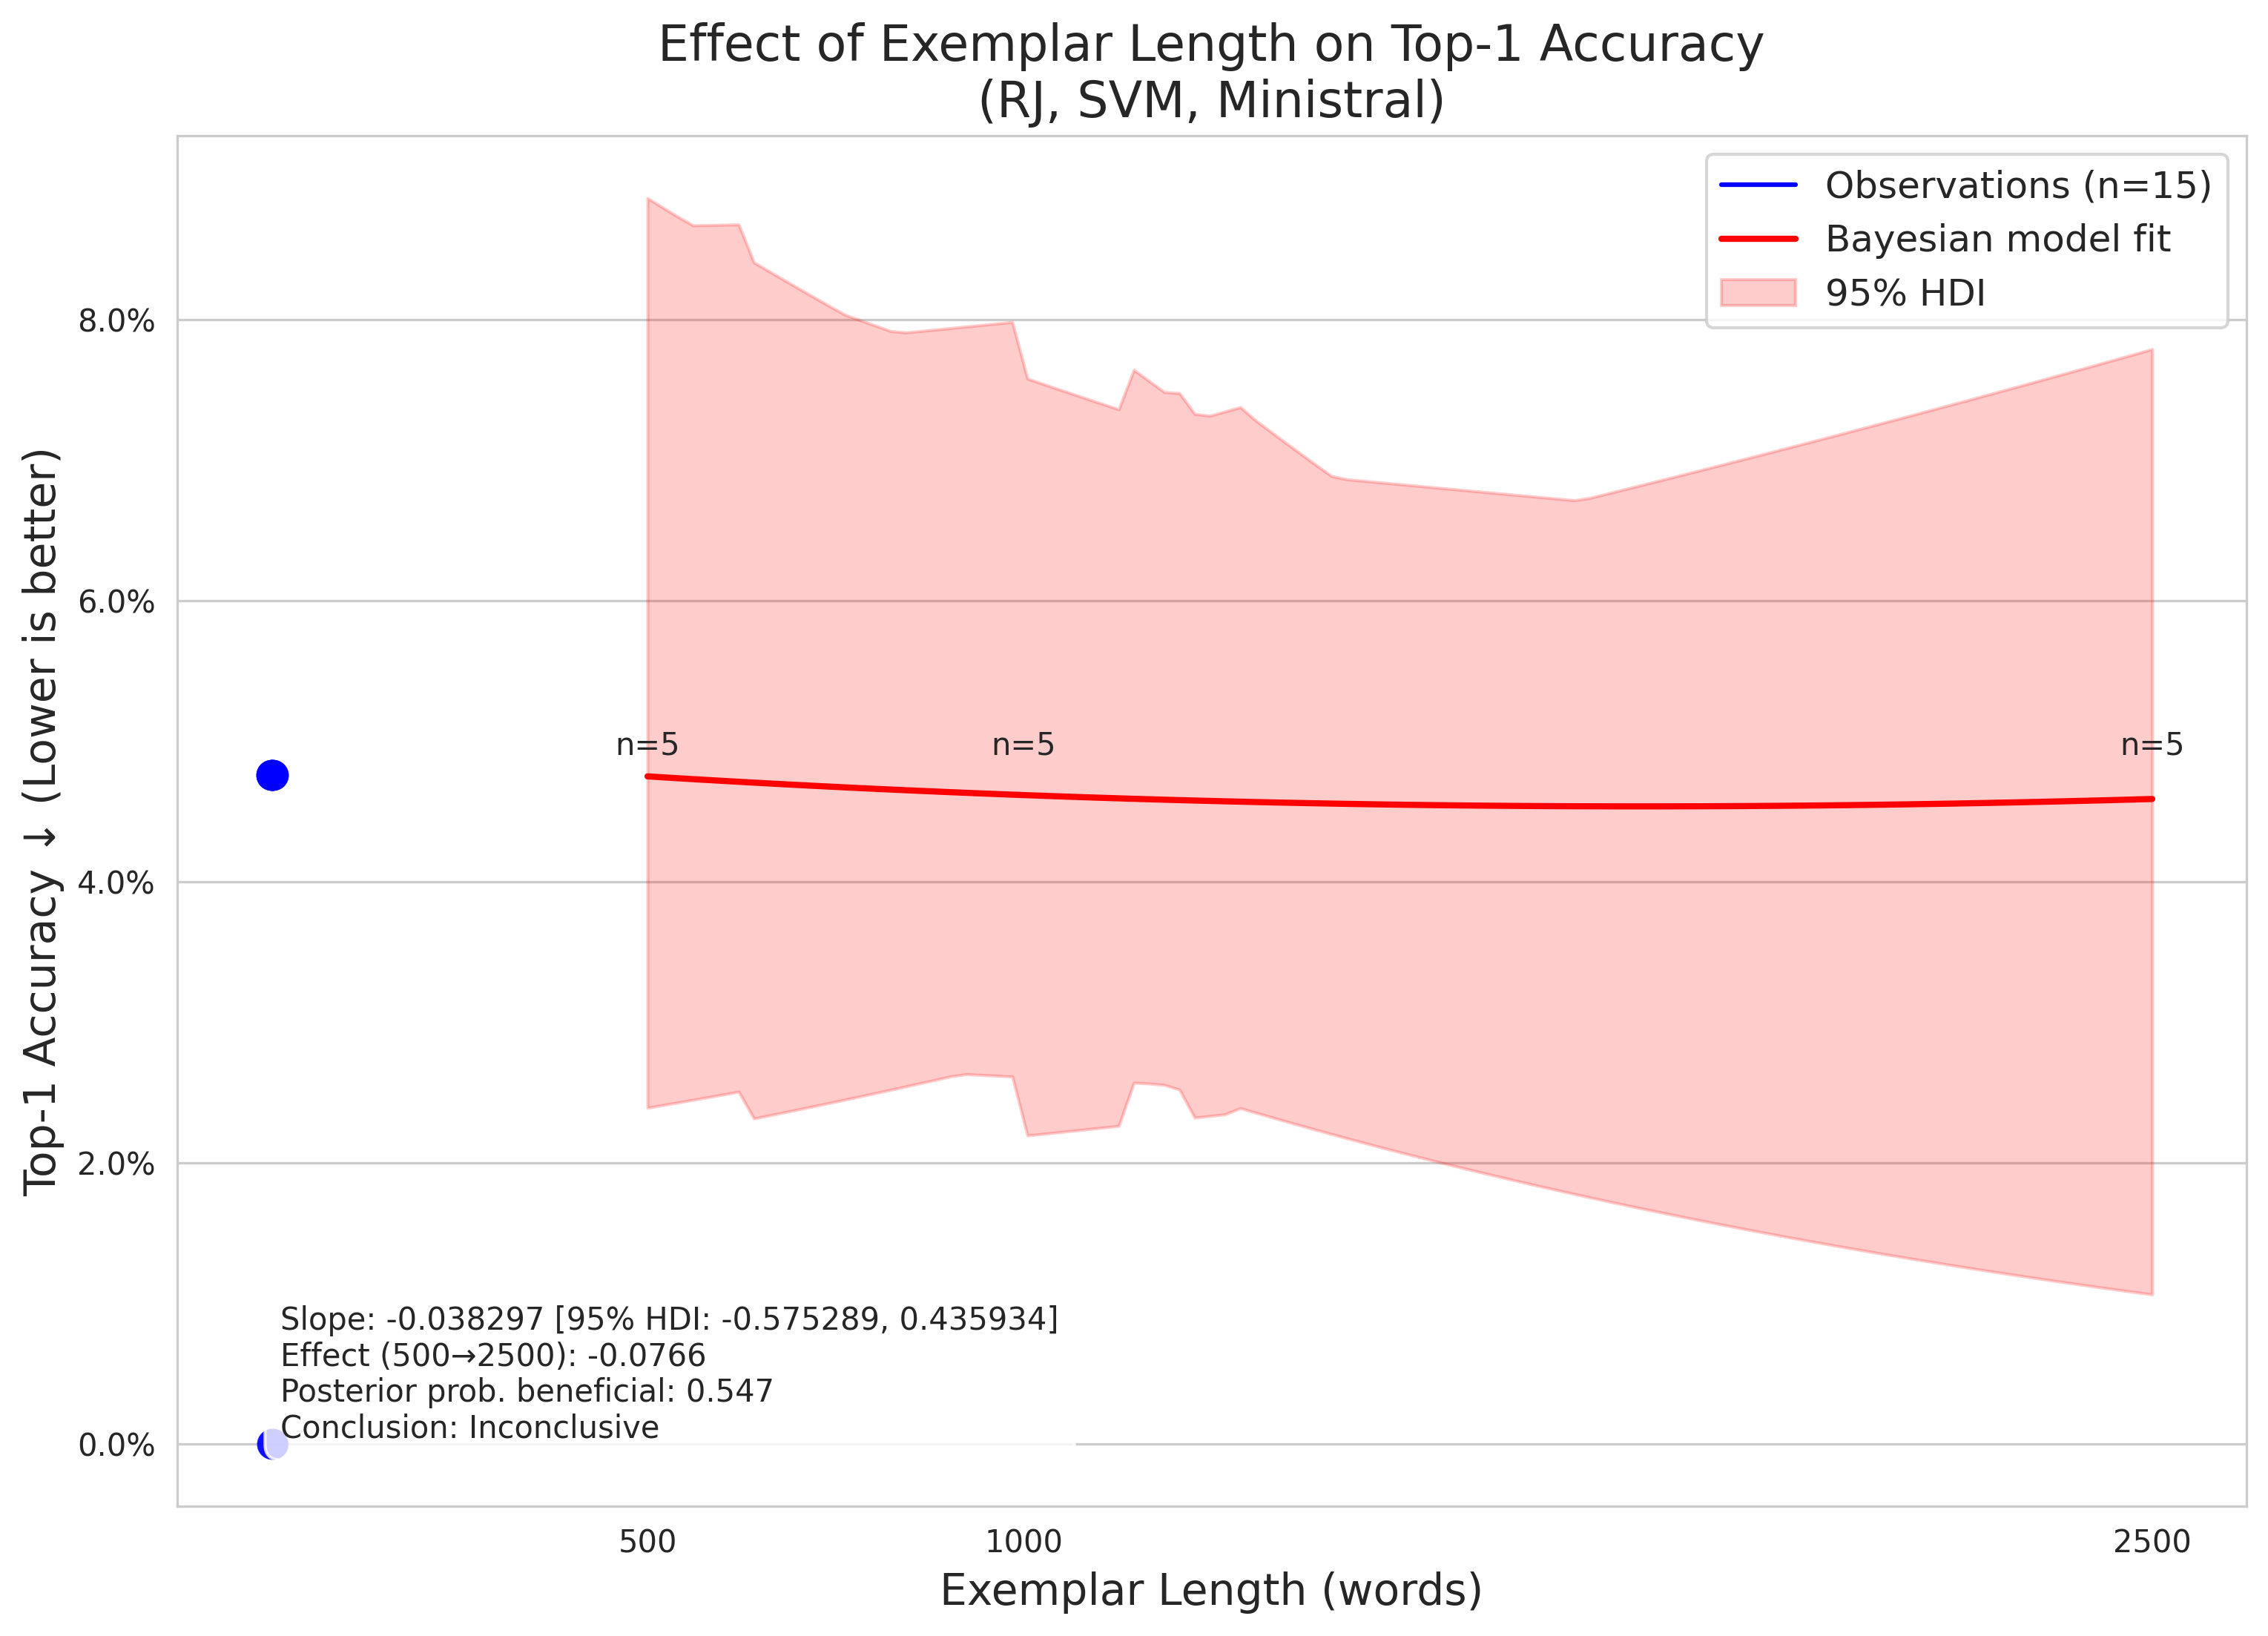 Effect of Exemplar Length on Top-1 Accuracy
(RJ, SVM, Ministral)
Observations (n=15)
Bayesian model fit
95% HDI
Top-1 Accuracy ↓ (Lower is better)
8.0%
6.0%
4.0%
2.0%
0.0%
n=5
n=5
n=5
Slope: -0.038297 [95% HDI: -0.575289, 0.435934]
Effect (500→2500): -0.0766
Posterior prob. beneficial: 0.547
Conclusion: Inconclusive
500
1000
2500
Exemplar Length (words)